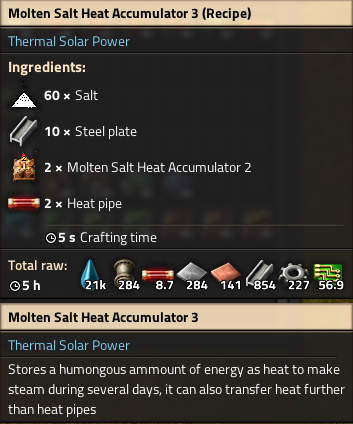 Molten Salt Heat Accumulator 3 (Recipe)
Thermal Solar Power
Ingredients:
60 × Salt
10 × Steel plate
2 × Molten Salt Heat Accumulator 2
2 × Heat pipe
5 s Crafting time
Total raw:
5 h 21k 284 8.7 284 141 854 227 56.9
Molten Salt Heat Accumulator 3
Thermal Solar Power
Stores a humongous ammount of energy as heat to make
steam during several days, it can also transfer heat further
than heat pipes